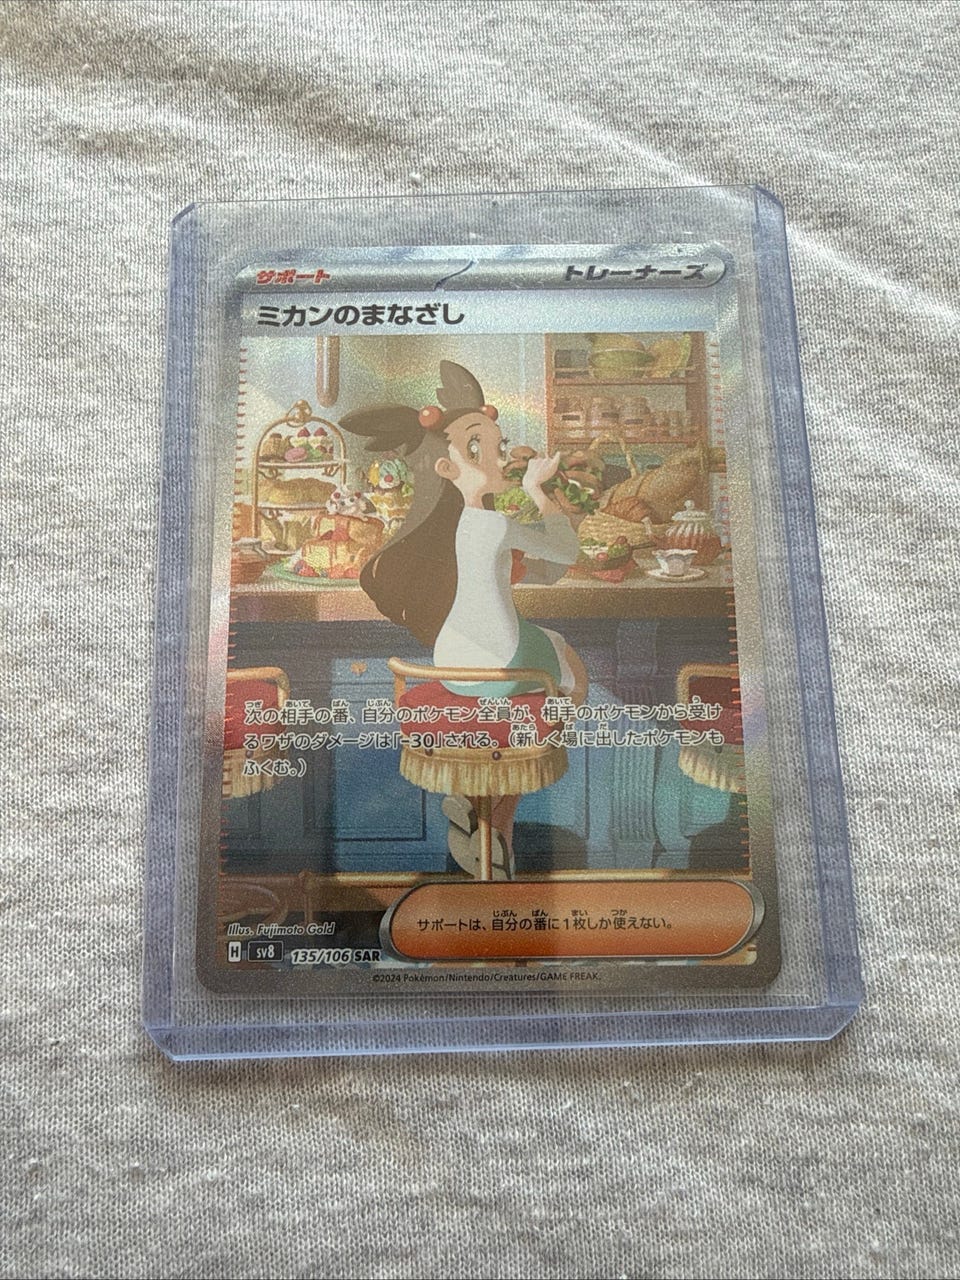 サポート トレーナーズ
ミカンのまなざし
次の相手の番、自分のポケモン全員が、相手のポケモンから受け
るワザのダメージは「-30」される。(新しく場に出したポケモンも
ふくむ。)
サポートは、自分の番に1枚しか使えない。
Illus. Fujimoto Gold
H sv8 135/106 SAR
©2024 Pokémon/Nintendo/Creatures/GAME FREAK.